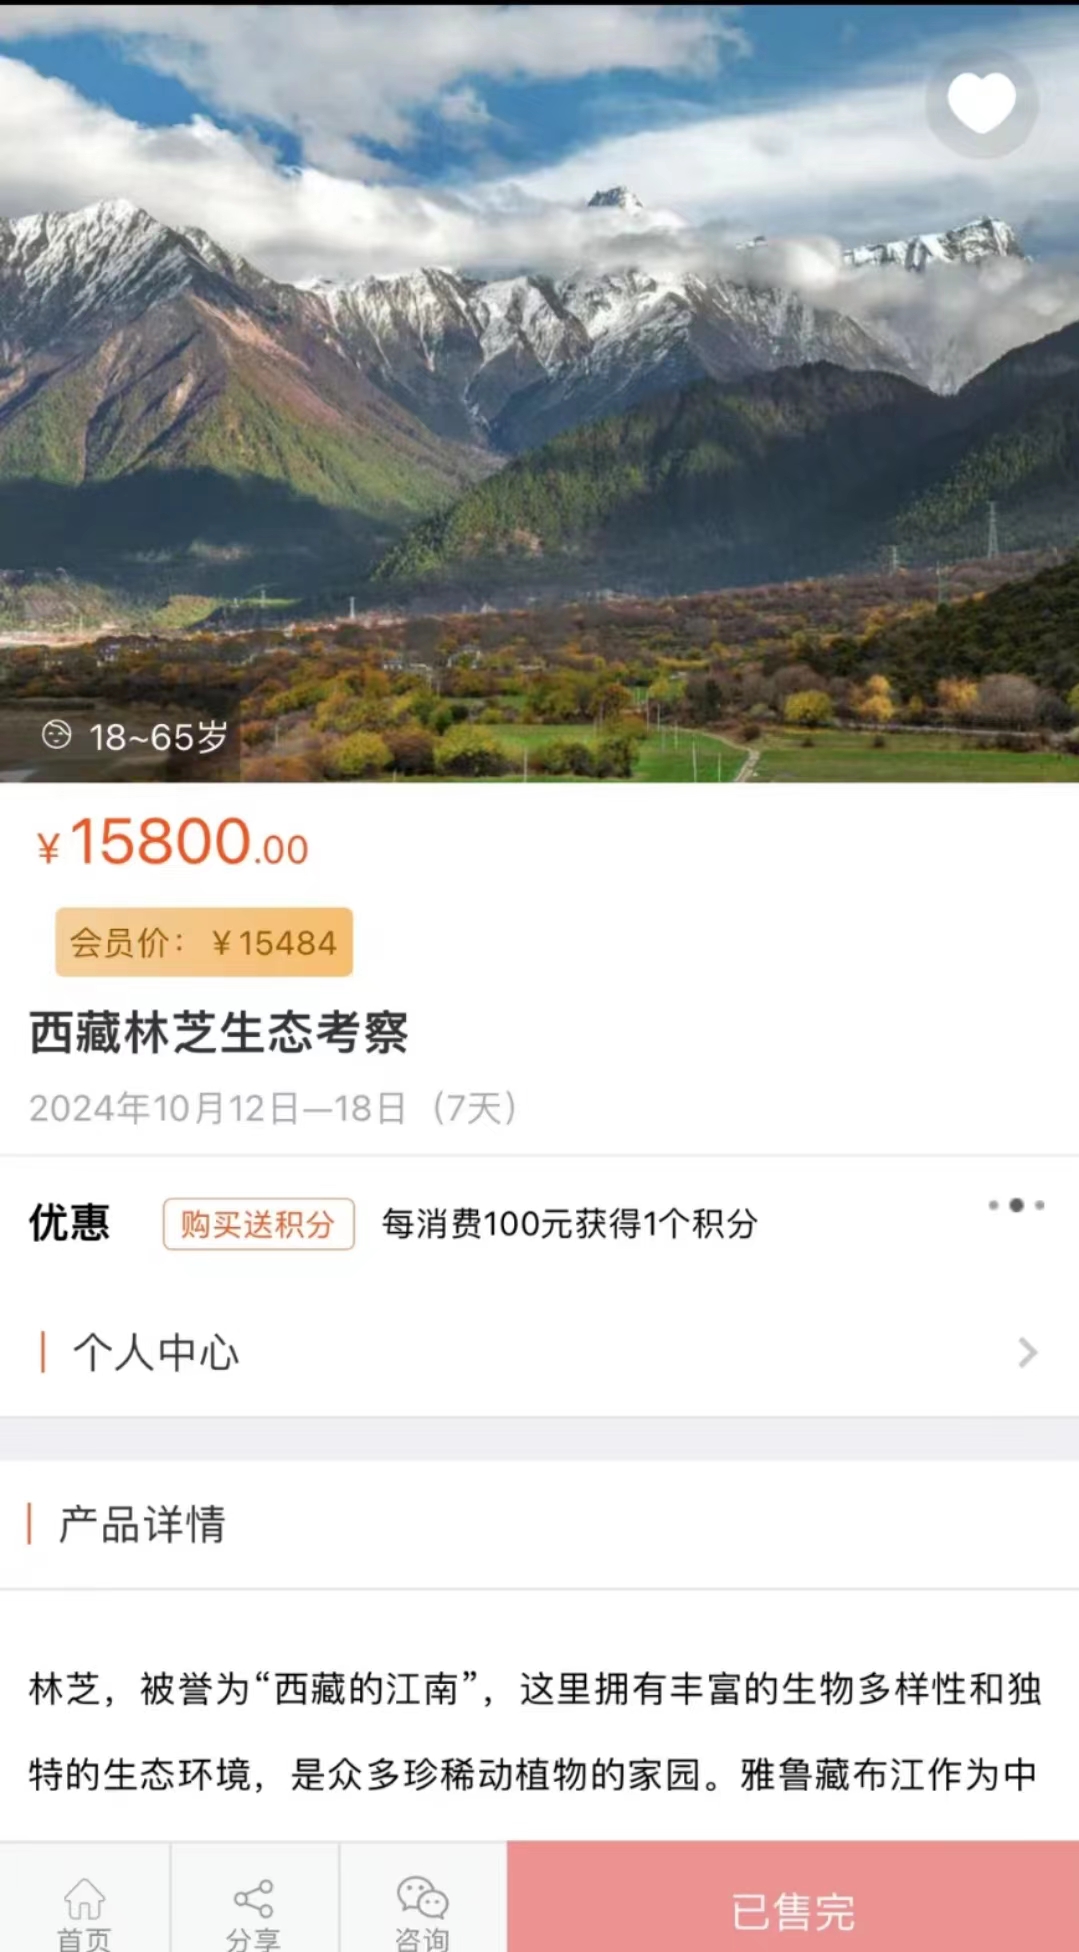 18~65岁
¥15800.00
会员价：¥15484
西藏林芝生态考察
2024年10月12日—18日（7天）
优惠 购买送积分 每消费100元获得1个积分
个人中心
产品详情
林芝，被誉为“西藏的江南”，这里拥有丰富的生物多样性和独
特的生态环境，是众多珍稀动植物的家园。雅鲁藏布江作为中
首页 分享 咨询 已售完